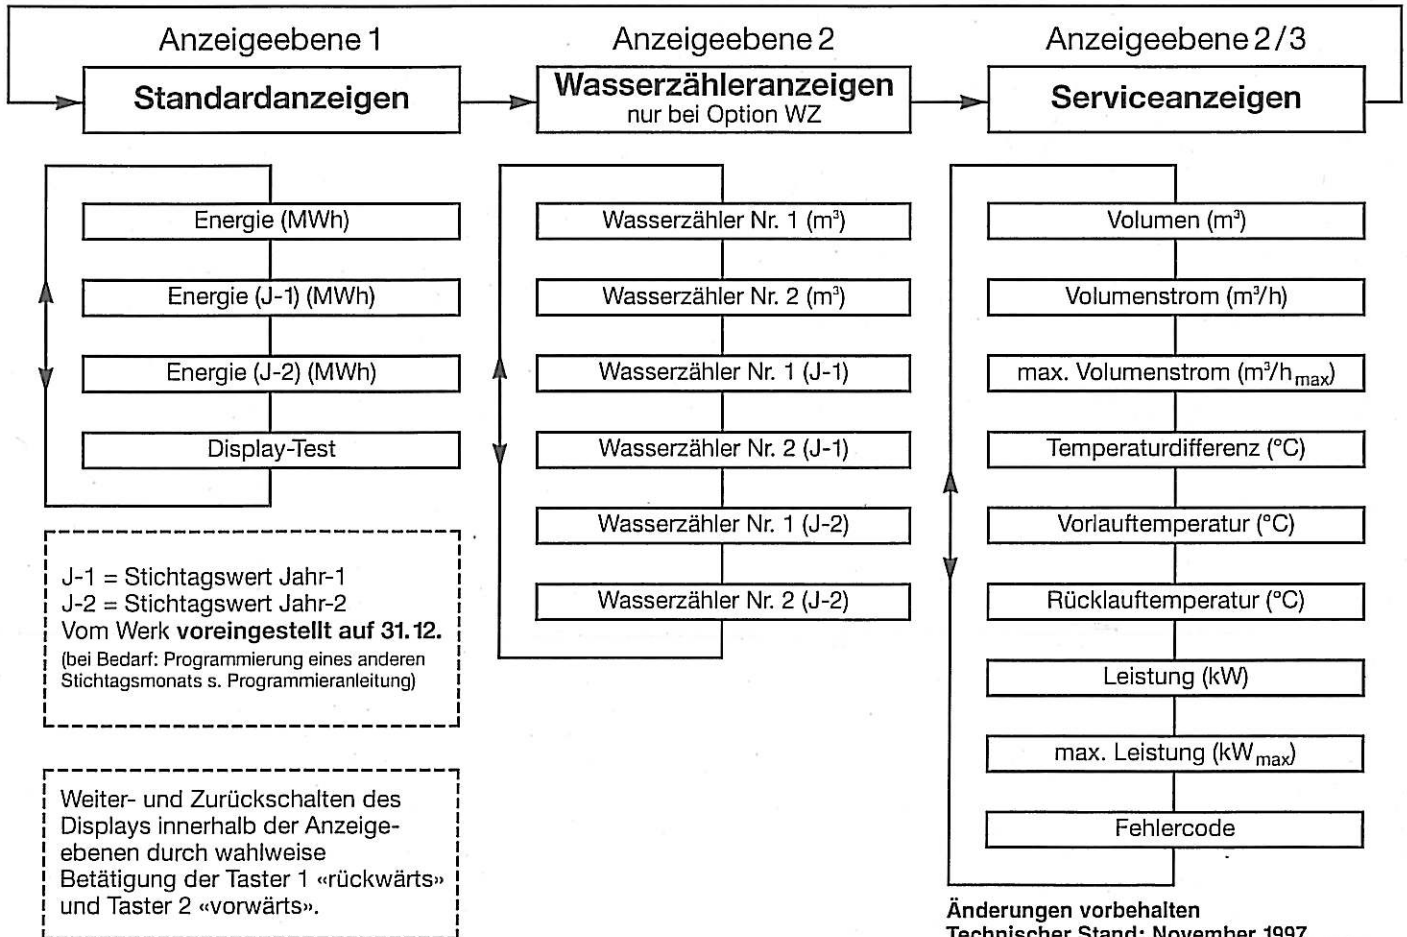 Anzeigeebene 1
Standardanzeigen
Energie (MWh)
Energie (J-1) (MWh)
Energie (J-2) (MWh)
Display-Test
J-1 = Stichtagswert Jahr-1
J-2 = Stichtagswert Jahr-2
Vom Werk voreingestellt auf 31.12.
(bei Bedarf: Programmierung eines anderen
Stichtagsmonats s. Programmieranleitung)
Weiter- und Zurückschalten des
Displays innerhalb der Anzeige-
ebenen durch wahlweise
Betätigung der Taster 1 «rückwärts»
und Taster 2 «vorwärts».
Anzeigeebene 2
Wasserzähleranzeigen
nur bei Option WZ
Wasserzähler Nr. 1 (m³)
Wasserzähler Nr. 2 (m³)
Wasserzähler Nr. 1 (J-1)
Wasserzähler Nr. 2 (J-1)
Wasserzähler Nr. 1 (J-2)
Wasserzähler Nr. 2 (J-2)
Anzeigeebene 2/3
Serviceanzeigen
Volumen (m³)
Volumenstrom (m³/h)
max. Volumenstrom (m³/h max)
Temperaturdifferenz (°C)
Vorlauftemperatur (°C)
Rücklauftemperatur (°C)
Leistung (kW)
max. Leistung (kW max)
Fehlercode
Änderungen vorbehalten
Technischer Stand: November 1997